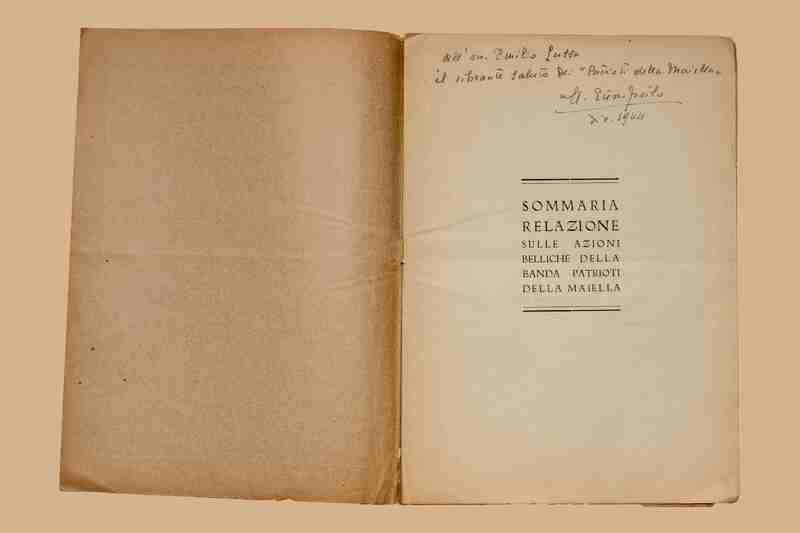 all' on. Emilio Lussu
il vibrante saluto dei "Patrioti della Maiella"
1944
SOMMARIA
RELAZIONE
SULLE AZIONI
BELLICHE DELLA
BANDA PATRIOTI
DELLA MAIELLA